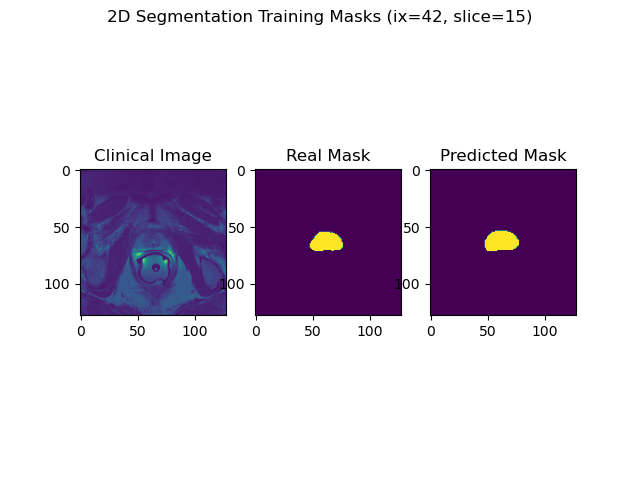 2D Segmentation Training Masks (ix=42, slice=15)
Clinical Image Real Mask Predicted Mask
0 0 0
50 50 50
100 100 100
0 50 100 0 50 100 0 50 100